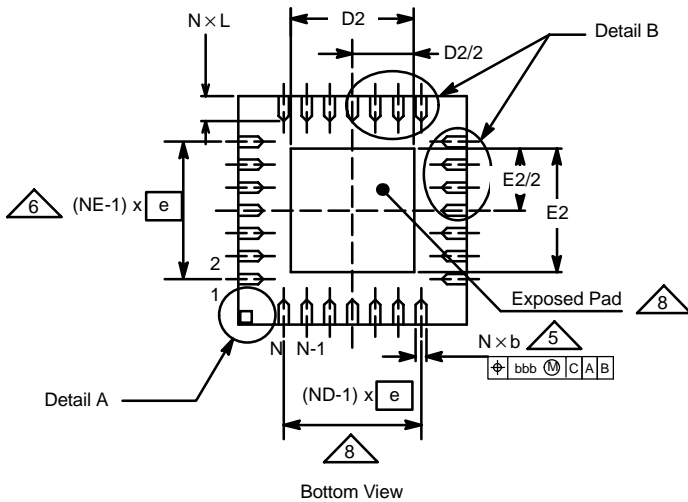 D2
N×L
D2/2
Detail B
6
(NE-1) x e
E2/2
E2
2
1
Exposed Pad
8
N
N-1
N×b
5
⌖ bbb Ⓜ C A B
Detail A
(ND-1) x e
8
Bottom View